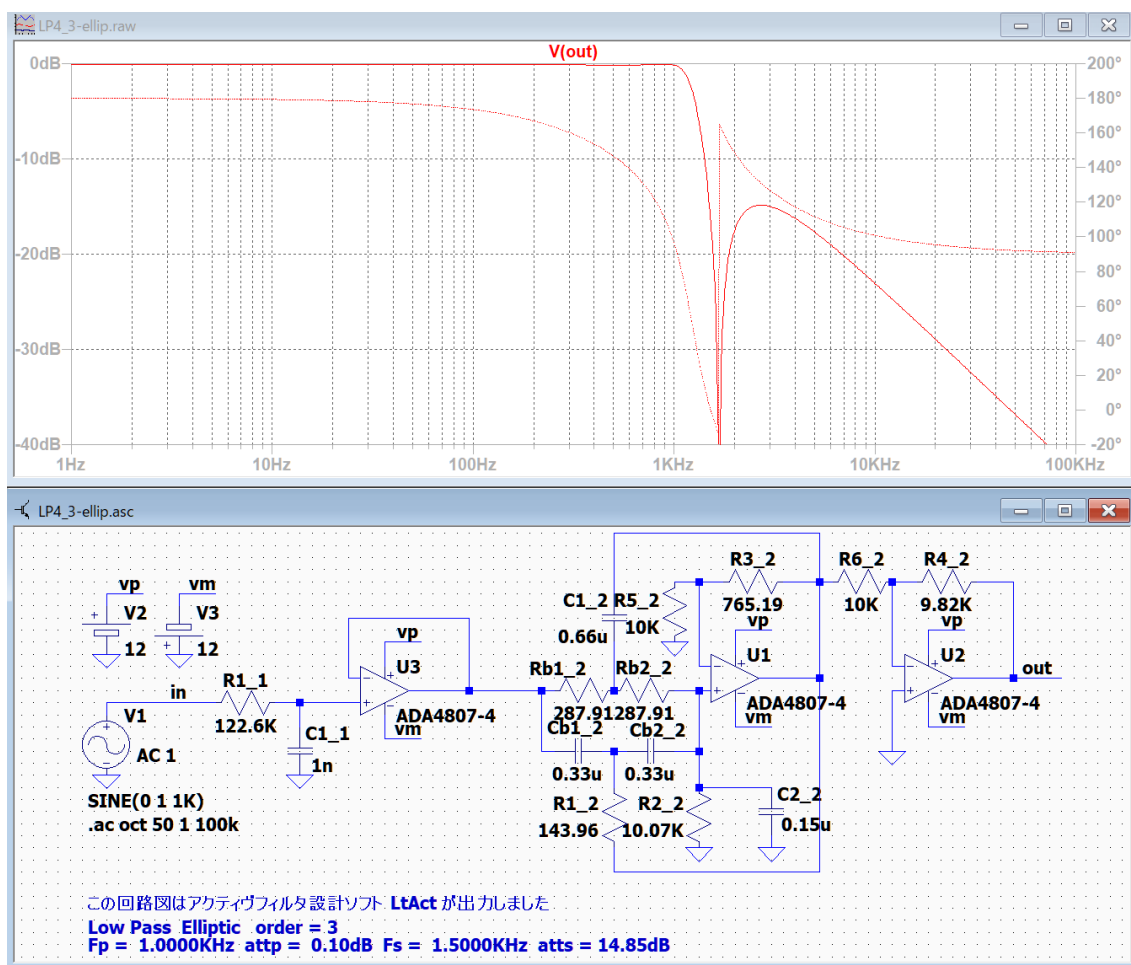 LP4_3-ellip.raw
V(out)
0dB
-10dB
-20dB
-30dB
-40dB
200°
180°
160°
140°
120°
100°
80°
60°
40°
20°
0°
-20°
1Hz 10Hz 100Hz 1KHz 10KHz 100KHz
LP4_3-ellip.asc
vp vm
V2 V3
12 12
in
R1_1
122.6K
V1
AC 1
C1_1
1n
SINE(0 1 1K)
.ac oct 50 1 100k
vp
U3
ADA4807-4
vm
C1_2
0.66u
R5_2
10K
R3_2
765.19
Rb1_2
287.91
Rb2_2
287.91
Cb1_2
0.33u
Cb2_2
0.33u
R1_2
143.96
R2_2
10.07K
C2_2
0.15u
vp
U1
ADA4807-4
vm
R6_2
10K
R4_2
9.82K
vp
U2
ADA4807-4
vm
out
この回路図はアクティヴフィルタ設計ソフト LtAct が出力しました
Low Pass Elliptic order = 3
Fp = 1.0000KHz attp = 0.10dB Fs = 1.5000KHz atts = 14.85dB